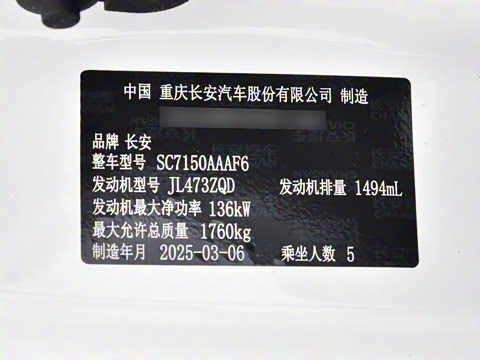 中国 重庆长安汽车股份有限公司 制造
品牌 长安
整车型号 SC7150AAAF6
发动机型号 JL473ZQD 发动机排量 1494mL
发动机最大净功率 136kW
最大允许总质量 1760kg
制造年月 2025-03-06 乘坐人数 5